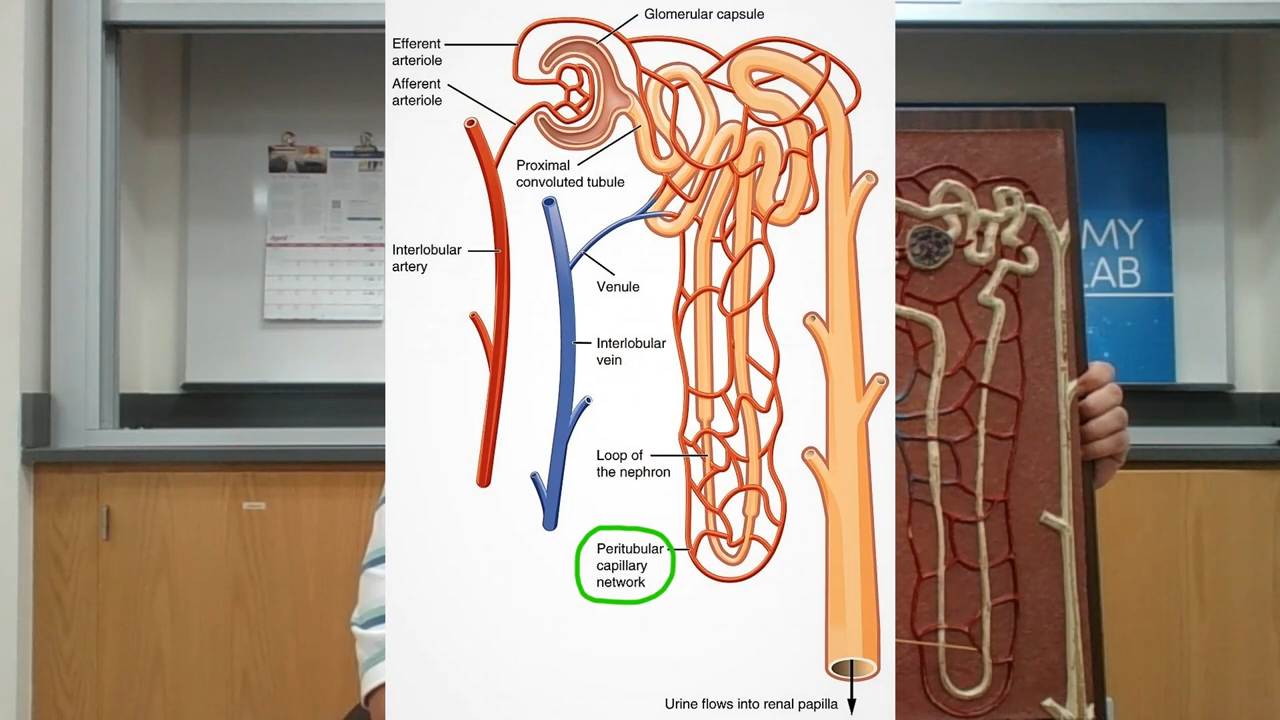 Glomerular capsule
Efferent
arteriole
Afferent
arteriole
Proximal
convoluted tubule
Interlobular
artery
Venule
Interlobular
vein
Loop of
the nephron
Peritubular
capillary
network
Urine flows into renal papilla
MY
LAB